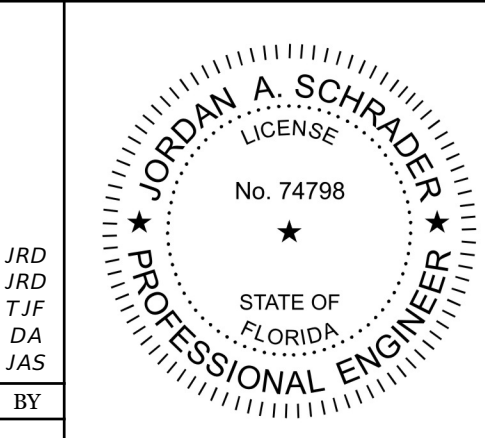 JRD
JRD
TJF
DA
JAS
BY
JORDAN A. SCHRADER
LICENSE
No. 74798
★
STATE OF
FLORIDA
★ PROFESSIONAL ENGINEER ★